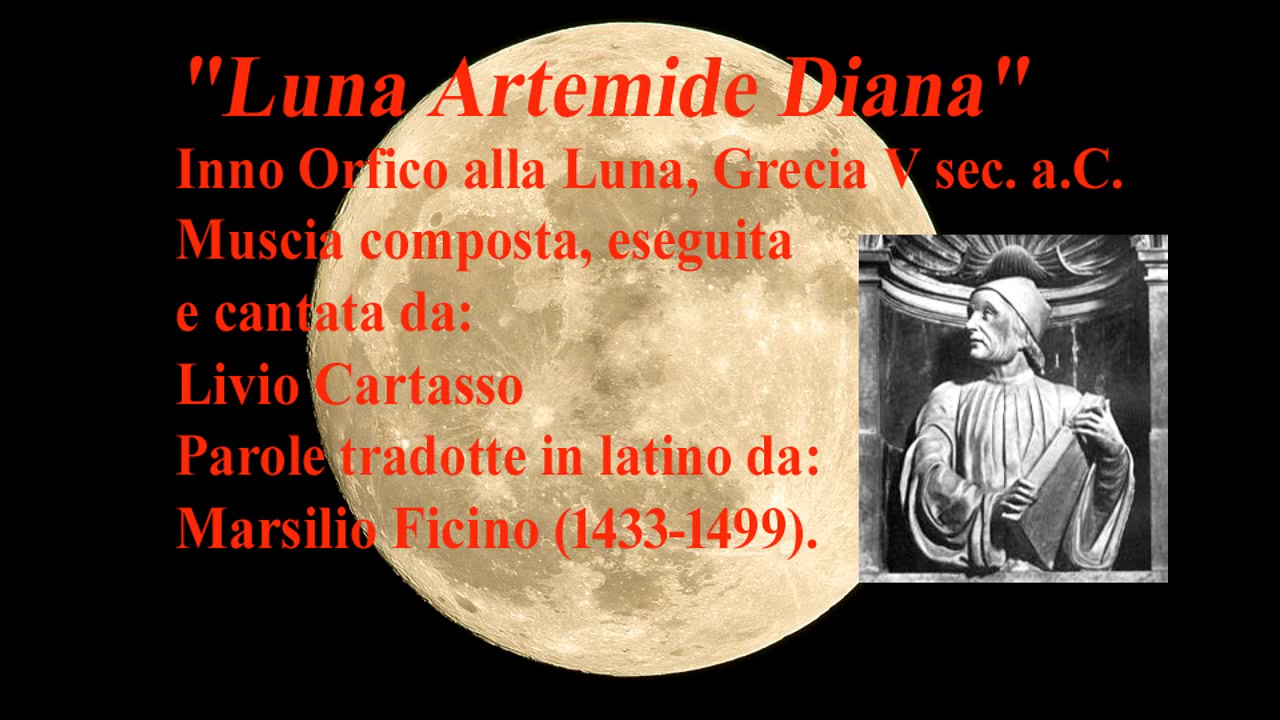 "Luna Artemide Diana"
Inno Orfico alla Luna, Grecia V sec. a.C.
Muscia composta, eseguita
e cantata da:
Livio Cartasso
Parole tradotte in latino da:
Marsilio Ficino (1433-1499).